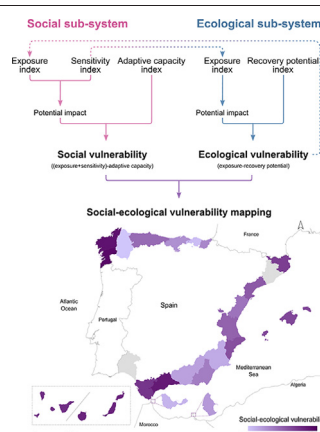 Social sub-system
Ecological sub-system
Exposure index
Sensitivity index
Adaptive capacity index
Exposure index
Recovery potential index
Potential impact
Potential impact
Social vulnerability
((exposure+sensitivity)-adaptive capacity)
Ecological vulnerability
(exposure-recovery potential)
Social-ecological vulnerability mapping
France
A
Atlantic
Ocean
Portugal
Spain
Mediterranean
Sea
Algeria
Morocco
Social-ecological vulnerabili